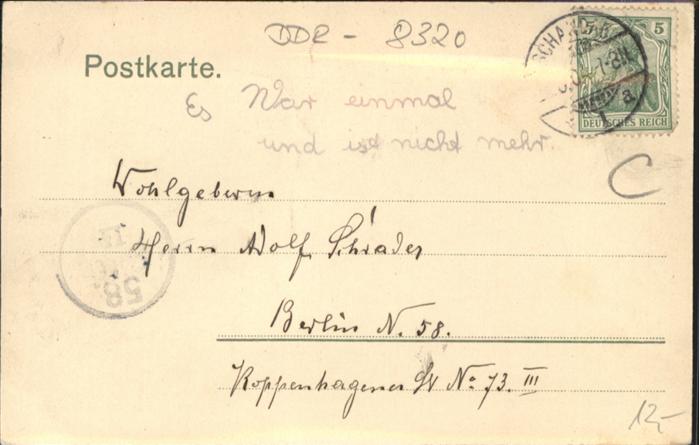 DDR - 8320
5
Postkarte.
DEUTSCHES REICH
Es War einmal
und ist nicht mehr.
C
Wohlgeboren
Herrn Adolf Schrader
58
Berlin N. 58.
Koppenhagener Str No 73. III
12,-